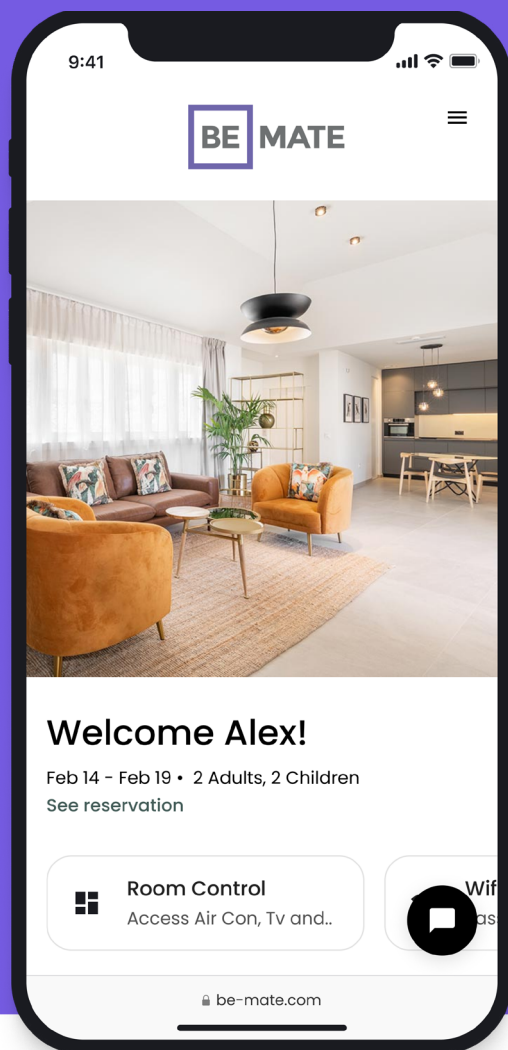 9:41
BE MATE
Welcome Alex!
Feb 14 - Feb 19 • 2 Adults, 2 Children
See reservation
Room Control
Access Air Con, Tv and..
be-mate.com